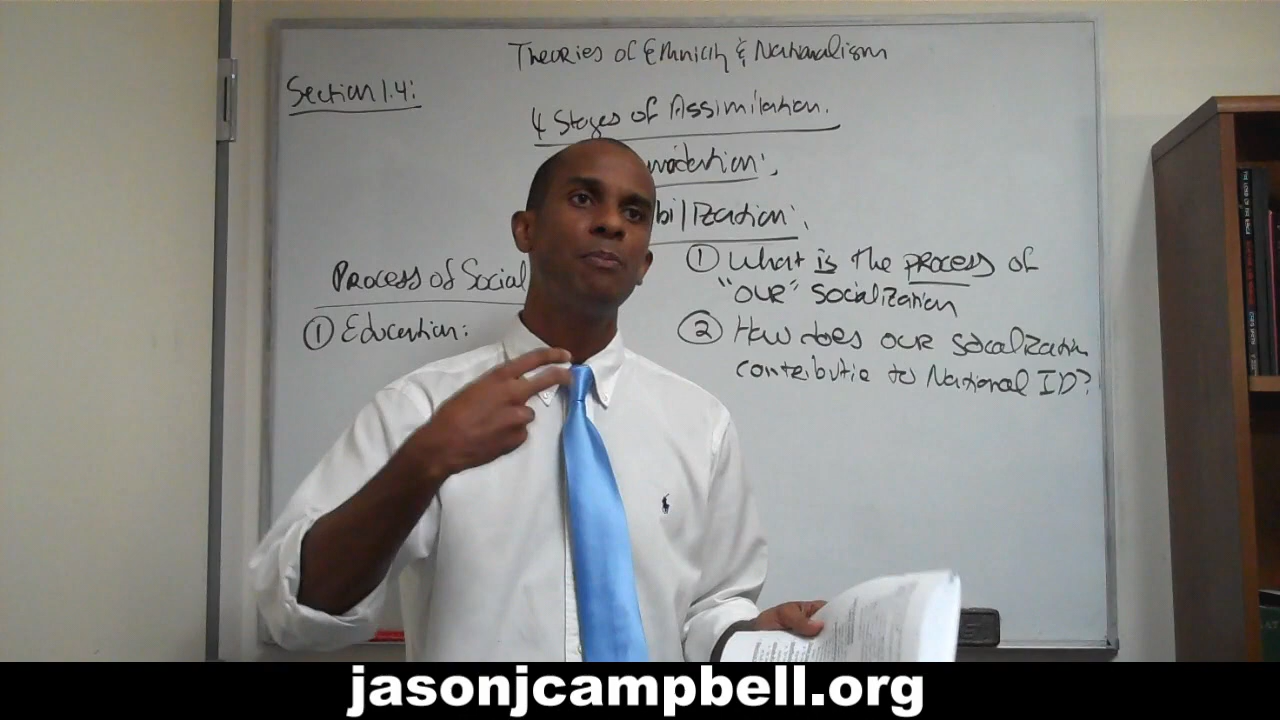 Theories of Ethnicity & Nationalism
Section 1.4:
4 Stages of Assimilation.
bilization:
Process of Social
① Education:
① What is the process of
"OUR" Socialization
② How does our socialization
contribute to National ID?
jasonjcampbell.org